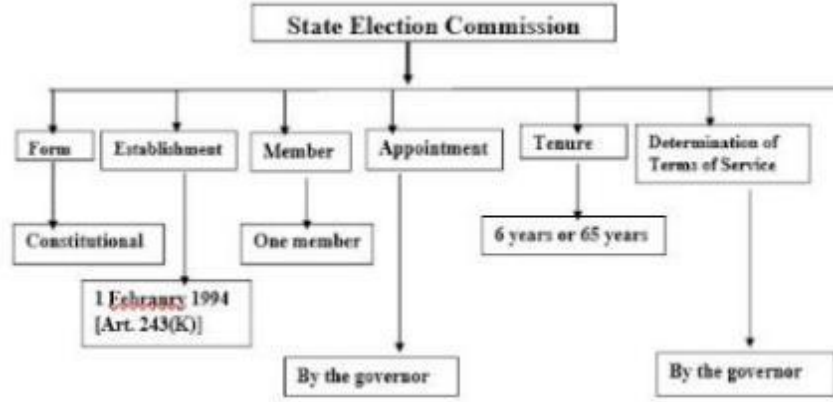 State Election Commission
Form
Establishment
Member
Appointment
Tenure
Determination of
Terms of Service
Constitutional
One member
6 years or 65 years
1 Febraury 1994
[Art. 243(K)]
By the governor
By the governor